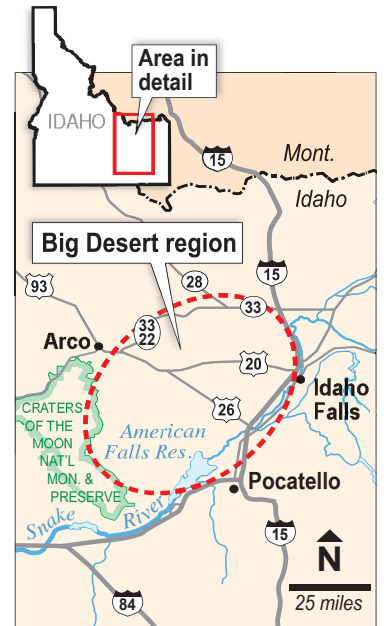 Area in
detail
IDAHO
15
Mont.
Idaho
Big Desert region
15
93
28
33
33
22
Arco
20
Idaho
Falls
26
CRATERS
OF THE
MOON
NAT'L
MON. &
PRESERVE
American
Falls Res.
Pocatello
Snake
River
15
N
84
25 miles